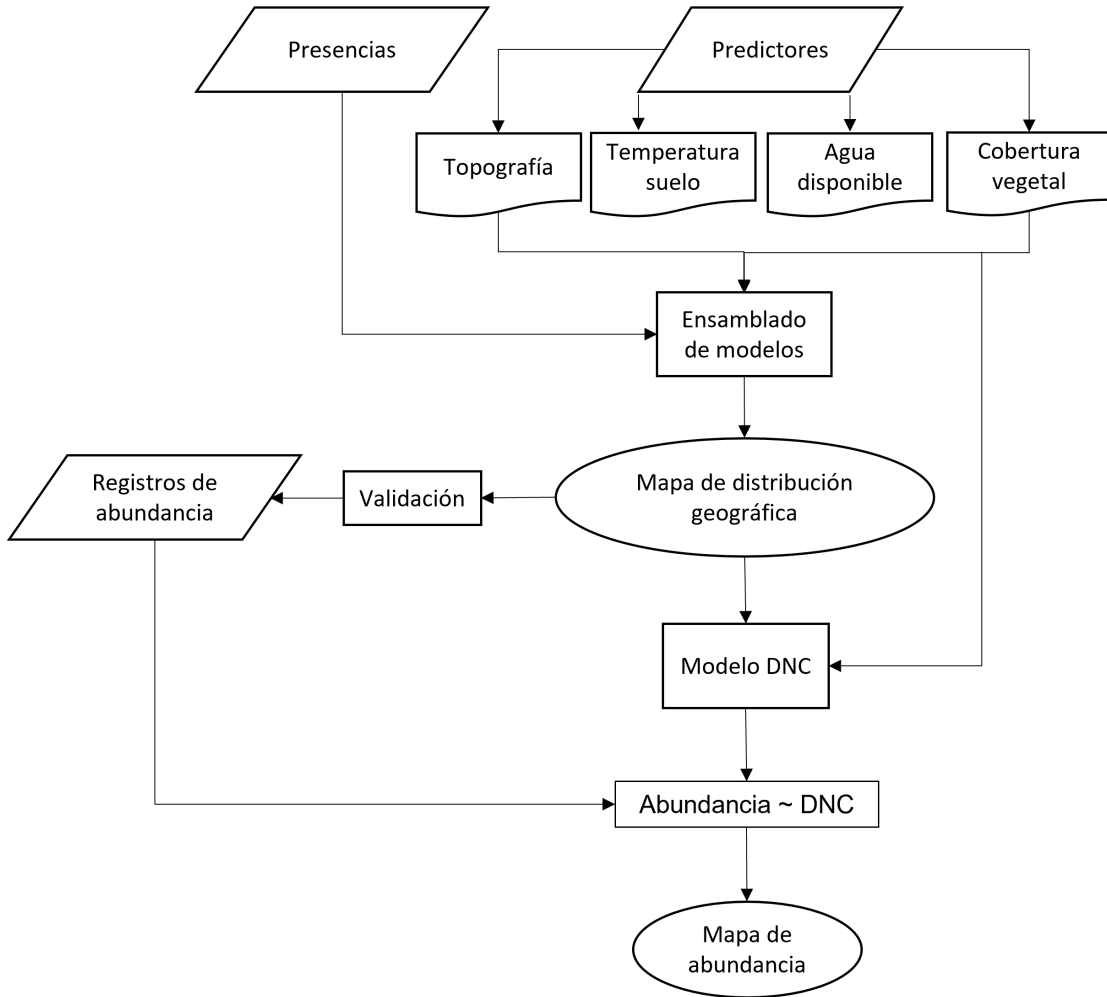 Presencias
Predictores
Topografía
Temperatura
suelo
Agua
disponible
Cobertura
vegetal
Ensamblado
de modelos
Registros de
abundancia
Validación
Mapa de distribución
geográfica
Modelo DNC
Abundancia ~ DNC
Mapa de
abundancia